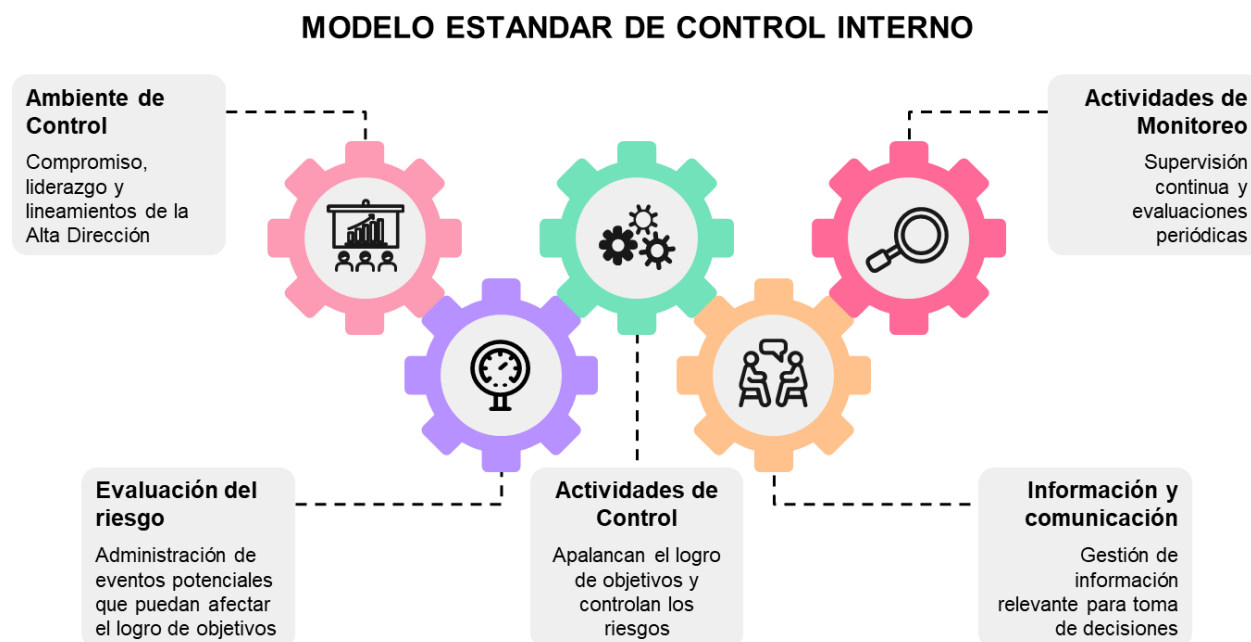 MODELO ESTANDAR DE CONTROL INTERNO
Ambiente de
Control
Compromiso,
liderazgo y
lineamientos de la
Alta Dirección
Actividades de
Monitoreo
Supervisión
continua y
evaluaciones
periódicas
Evaluación del
riesgo
Administración de
eventos potenciales
que puedan afectar
el logro de objetivos
Actividades de
Control
Apalancan el logro
de objetivos y
controlan los
riesgos
Información y
comunicación
Gestión de
información
relevante para toma
de decisiones